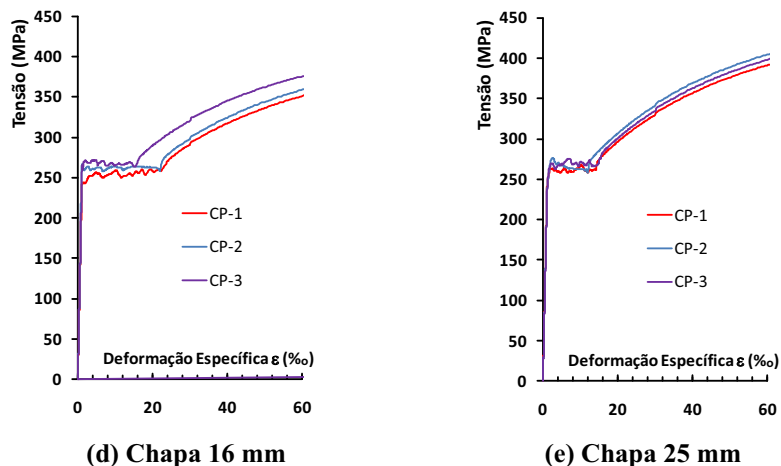 Tensão (MPa)
450
400
350
300
250
200
150
100
50
0
CP-1
CP-2
CP-3
Deformação Específica ε (‰)
0 20 40 60
(d) Chapa 16 mm
Tensão (MPa)
450
400
350
300
250
200
150
100
50
0
CP-1
CP-2
CP-3
Deformação Específica ε (‰)
0 20 40 60
(e) Chapa 25 mm